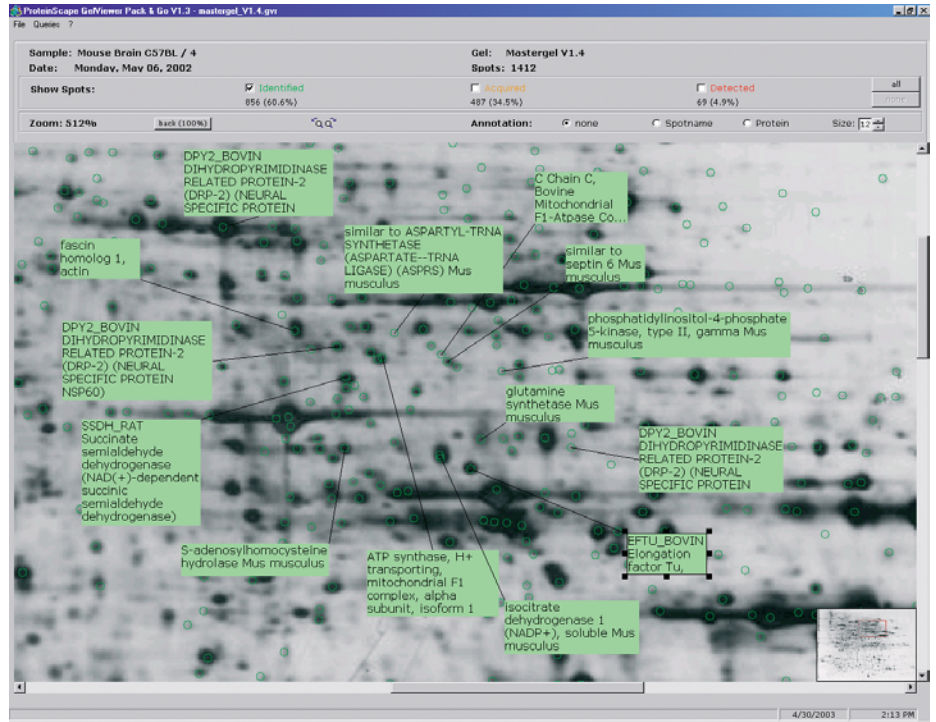 ProteinScape GelViewer Pack & Go V1.3 - mastergel_V1.4.gvs
File Queries ?
Sample: Mouse Brain C57BL / 4
Gel: Mastergel V1.4
Date: Monday, May 06, 2002
Spots: 1412
Show Spots:
Identified
Acquired
Detected
all
856 (60.6%)
487 (34.5%)
69 (4.9%)
none
Zoom: 512%
back (100%)
Annotation:
none
Spotname
Protein
Size: 12
DPY2_BOVIN
DIHYDROPYRIMIDINASE
RELATED PROTEIN-2
(DRP-2) (NEURAL
SPECIFIC PROTEIN
C Chain C,
Bovine
Mitochondrial
F1-Atpase Co...
similar to ASPARTYL-TRNA
SYNTHETASE
(ASPARTATE--TRNA
LIGASE) (ASPRS) Mus
musculus
fascin
homolog 1,
actin
similar to
septin 6 Mus
musculus
phosphatidylinositol-4-phosphate
5-kinase, type II, gamma Mus
musculus
DPY2_BOVIN
DIHYDROPYRIMIDINASE
RELATED PROTEIN-2
(DRP-2) (NEURAL
SPECIFIC PROTEIN
NSP60)
glutamine
synthetase Mus
musculus
SSDH_RAT
Succinate
semialdehyde
dehydrogenase
(NAD(+)-dependent
succinic
semialdehyde
dehydrogenase)
DPY2_BOVIN
DIHYDROPYRIMIDINASE
RELATED PROTEIN-2
(DRP-2) (NEURAL
SPECIFIC PROTEIN
EFTU_BOVIN
Elongation
factor Tu,
S-adenosylhomocysteine
hydrolase Mus musculus
ATP synthase, H+
transporting,
mitochondrial F1
complex, alpha
subunit, isoform 1
isocitrate
dehydrogenase 1
(NADP+), soluble Mus
musculus
4/30/2003
2:13 PM